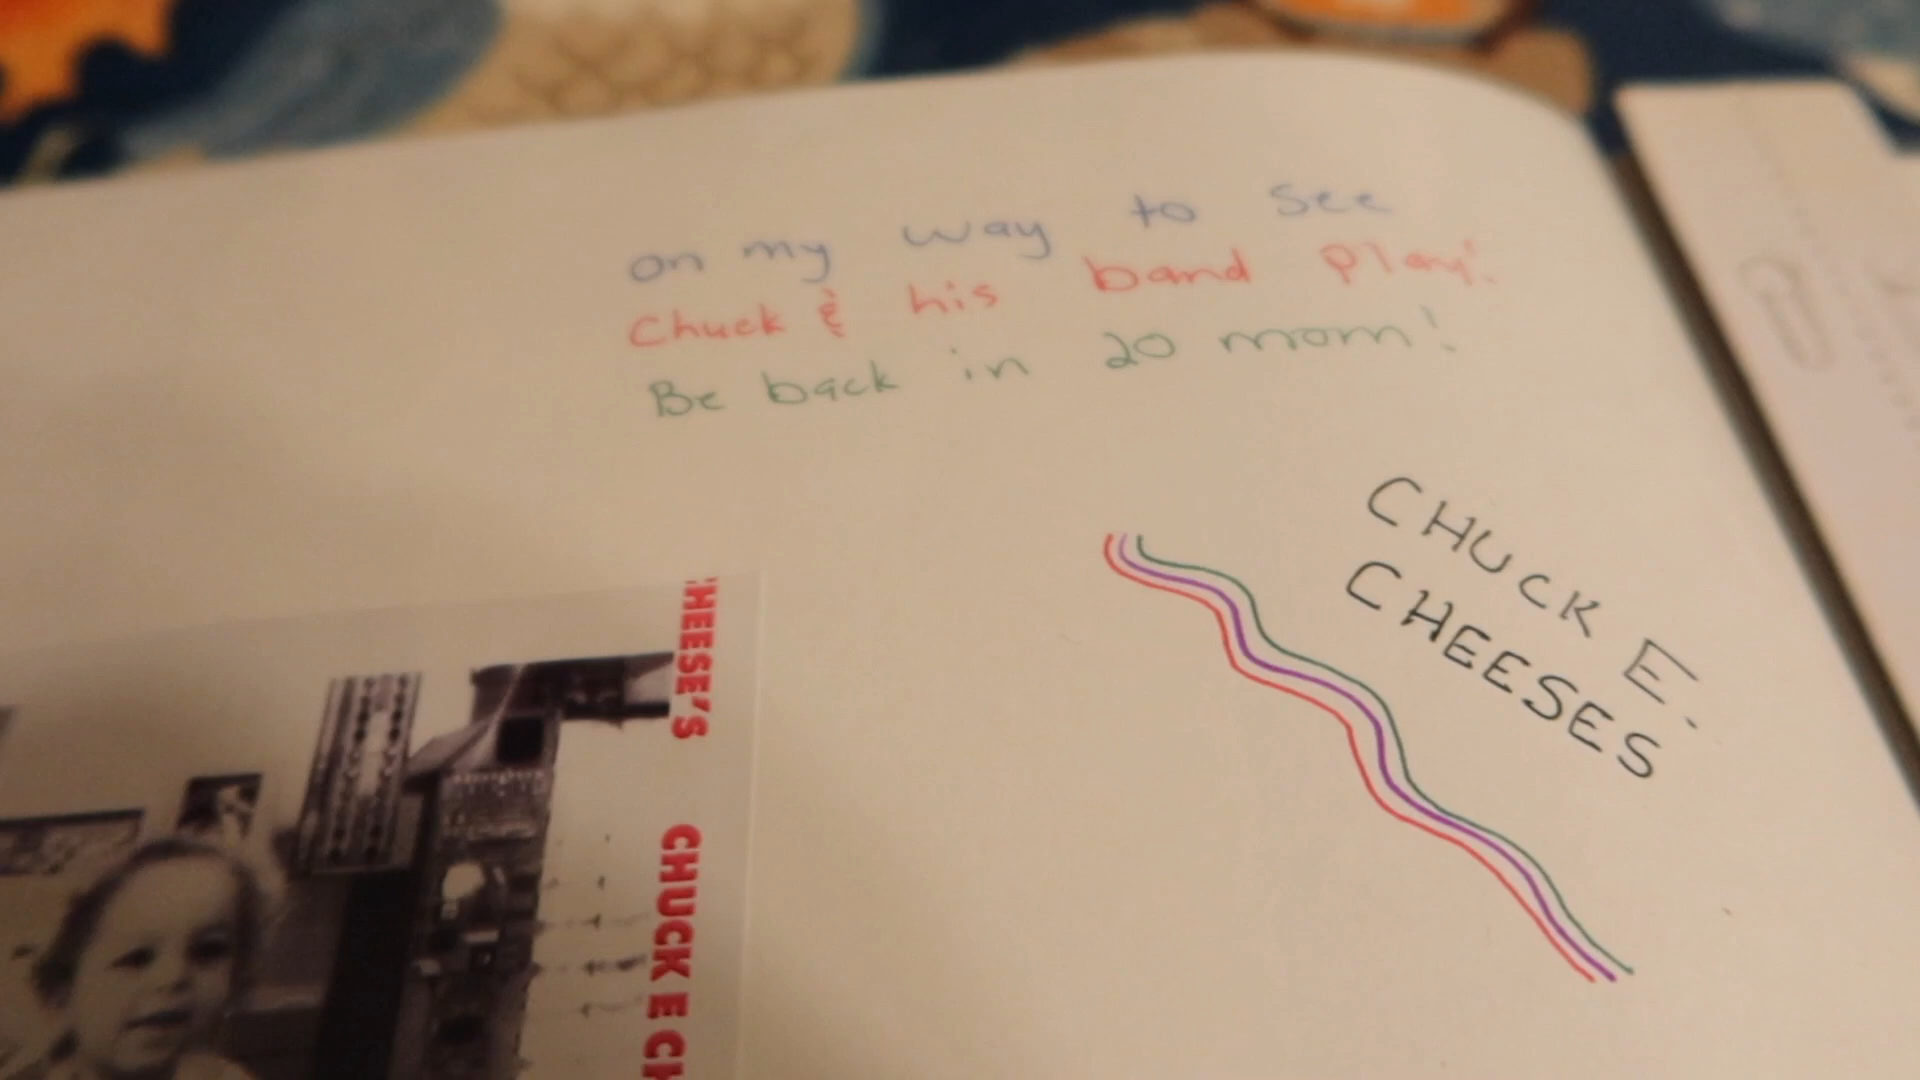 on my way to see
Chuck & his band play!
Be back in 20 mom!
CHUCK E.
CHEESES
HEESE'S CHUCK E CH